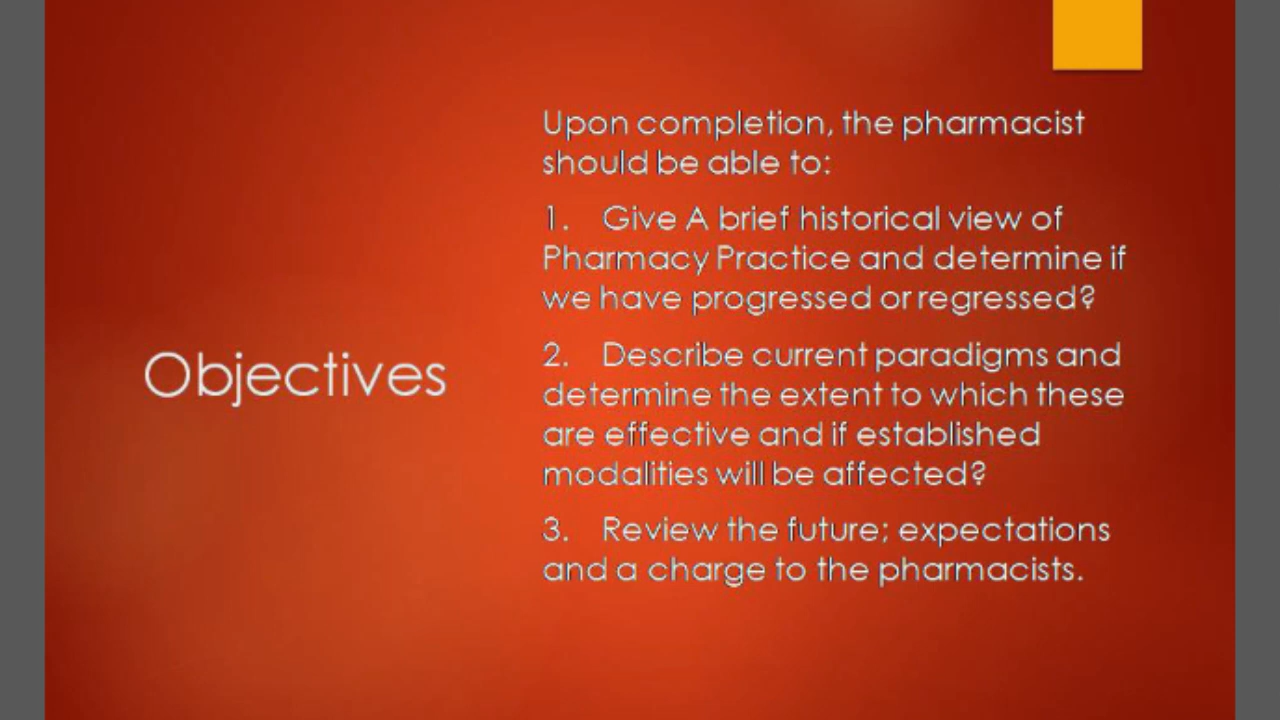 Objectives
Upon completion, the pharmacist
should be able to:
1. Give A brief historical view of
Pharmacy Practice and determine if
we have progressed or regressed?
2. Describe current paradigms and
determine the extent to which these
are effective and if established
modalities will be affected?
3. Review the future; expectations
and a charge to the pharmacists.